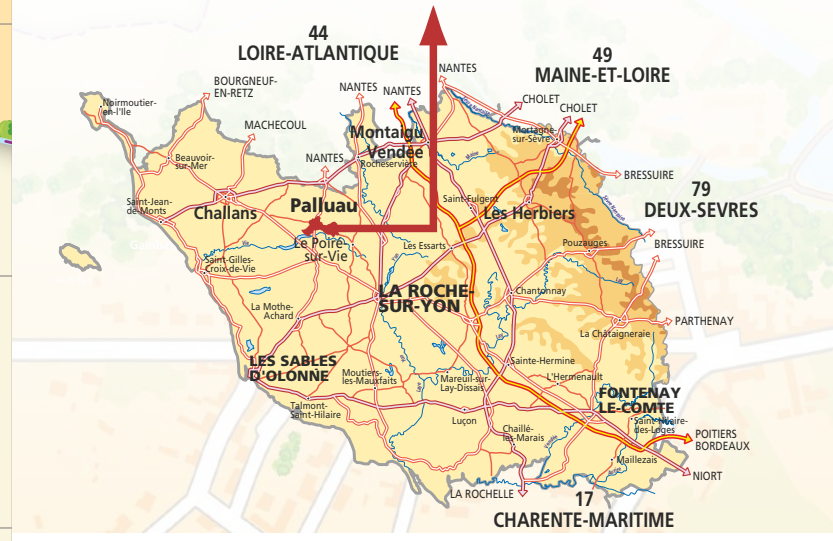 44
LOIRE-ATLANTIQUE
49
MAINE-ET-LOIRE
NANTES
BOURGNEUF-
EN-RETZ
NANTES
NANTES
CHOLET
CHOLET
Noirmoutier-
en-l'Ile
MACHECOUL
Montaigu
Vendée
Mortagne-
sur-Sèvre
Beauvoir-
sur-Mer
NANTES
Rocheservière
BRESSUIRE
79
DEUX-SEVRES
Saint-Jean-
de-Monts
Challans
Palluau
Saint-Fulgent
Les Herbiers
Le Poiré-
sur-Vie
Les Essarts
Pouzauges
BRESSUIRE
Saint-Gilles-
Croix-de-Vie
LA ROCHE-
SUR-YON
Chantonnay
La Mothe-
Achard
PARTHENAY
La Châtaigneraie
LES SABLES
D'OLONNE
Moutiers-
les-Mauxfaits
Mareuil-sur-
Lay-Dissais
Sainte-Hermine
L'Hermenault
FONTENAY
LE-COMTE
Talmont-
Saint-Hilaire
Luçon
Saint-Hilaire-
des-Loges
Chaillé-
les-Marais
POITIERS
BORDEAUX
Maillezais
NIORT
LA ROCHELLE
17
CHARENTE-MARITIME